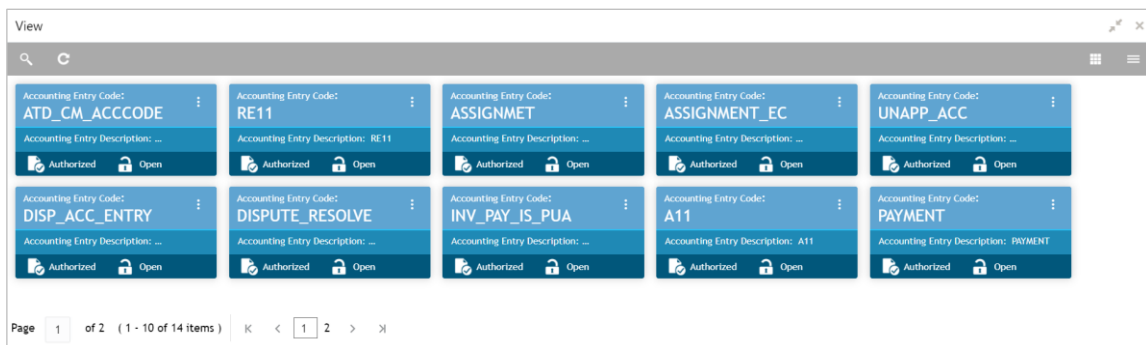 View
Accounting Entry Code: Accounting Entry Code: Accounting Entry Code: Accounting Entry Code: Accounting Entry Code:
ATD_CM_ACCCODE RE11 ASSIGNMET ASSIGNMENT_EC UNAPP_ACC
Accounting Entry Description: ... Accounting Entry Description: RE11 Accounting Entry Description: ... Accounting Entry Description: ... Accounting Entry Description: ...
Authorized Open Authorized Open Authorized Open Authorized Open Authorized Open
Accounting Entry Code: Accounting Entry Code: Accounting Entry Code: Accounting Entry Code: Accounting Entry Code:
DISP_ACC_ENTRY DISPUTE_RESOLVE INV_PAY_IS_PUA A11 PAYMENT
Accounting Entry Description: ... Accounting Entry Description: ... Accounting Entry Description: ... Accounting Entry Description: A11 Accounting Entry Description: PAYMENT
Authorized Open Authorized Open Authorized Open Authorized Open Authorized Open
Page 1 of 2 ( 1 - 10 of 14 items ) 1 2